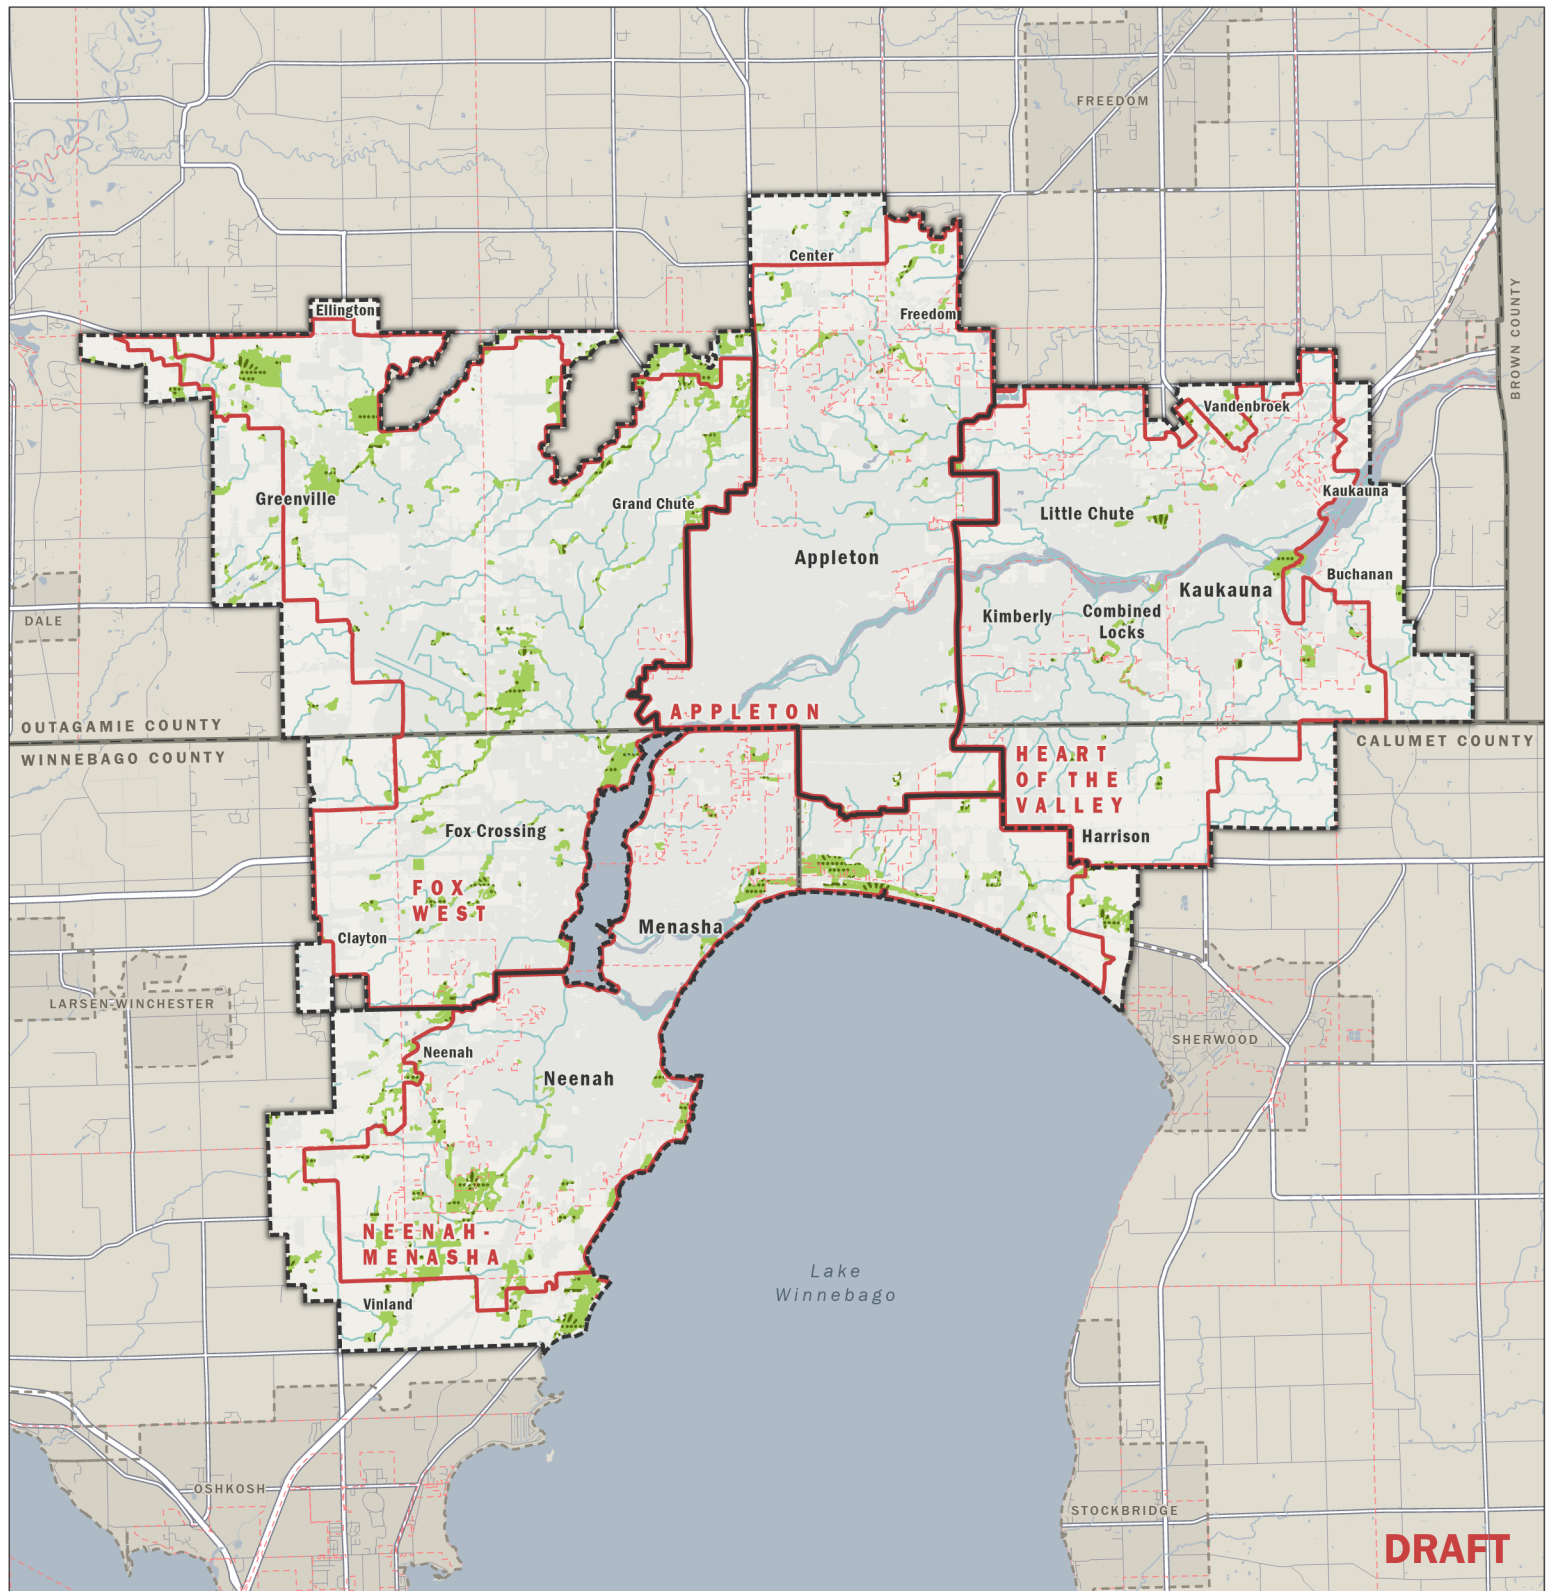 FREEDOM
Center
BROWN COUNTY
Ellington
Freedom
Vandenbroek
Greenville
Grand Chute
Kaukauna
Little Chute
Appleton
Buchanan
Kaukauna
Kimberly
Combined
Locks
DALE
APPLETON
OUTAGAMIE COUNTY
WINNEBAGO COUNTY
CALUMET COUNTY
HEART
OF THE
VALLEY
Fox Crossing
Harrison
FOX
WEST
Menasha
Clayton
LARSEN-WINCHESTER
SHERWOOD
Neenah
Neenah
NEENAH-
MENASHA
Lake
Winnebago
Vinland
OSHKOSH
STOCKBRIDGE
DRAFT